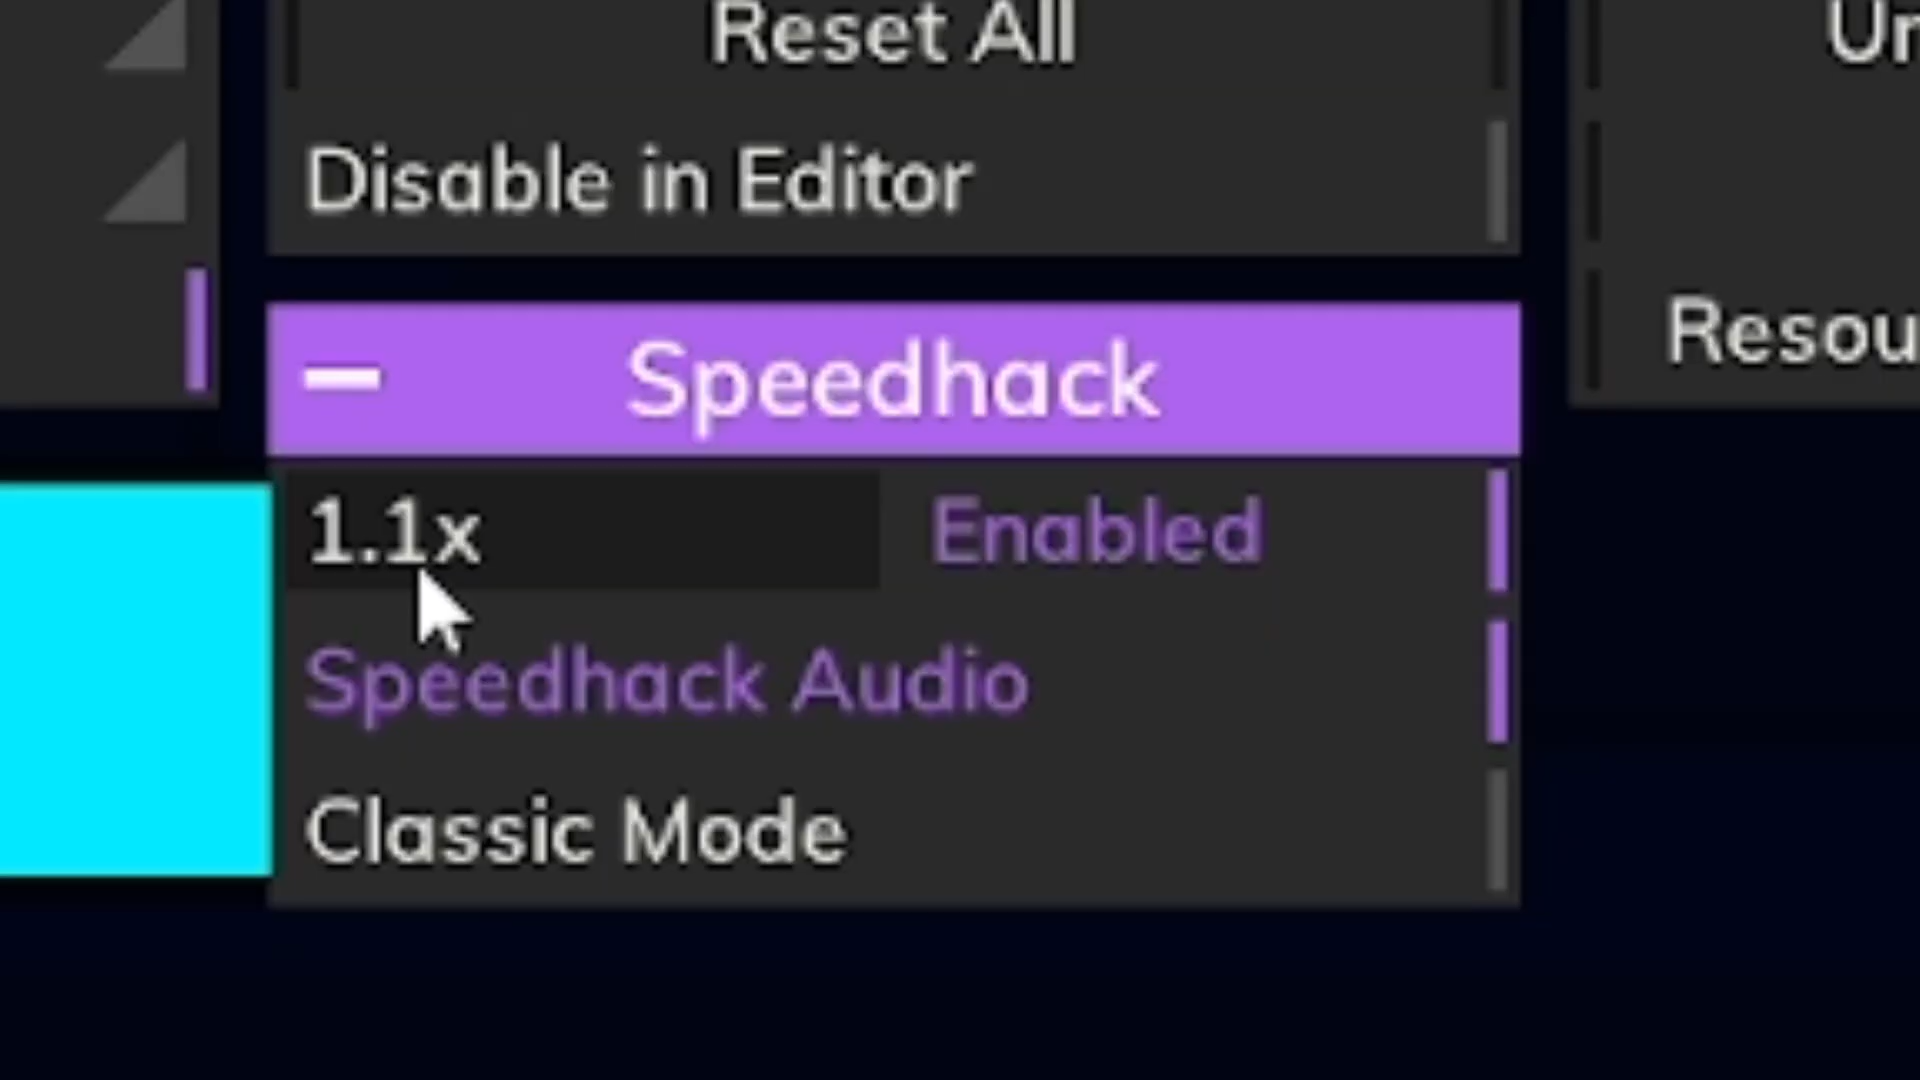 Reset All
Disable in Editor
Speedhack
1.1x Enabled
Speedhack Audio
Classic Mode